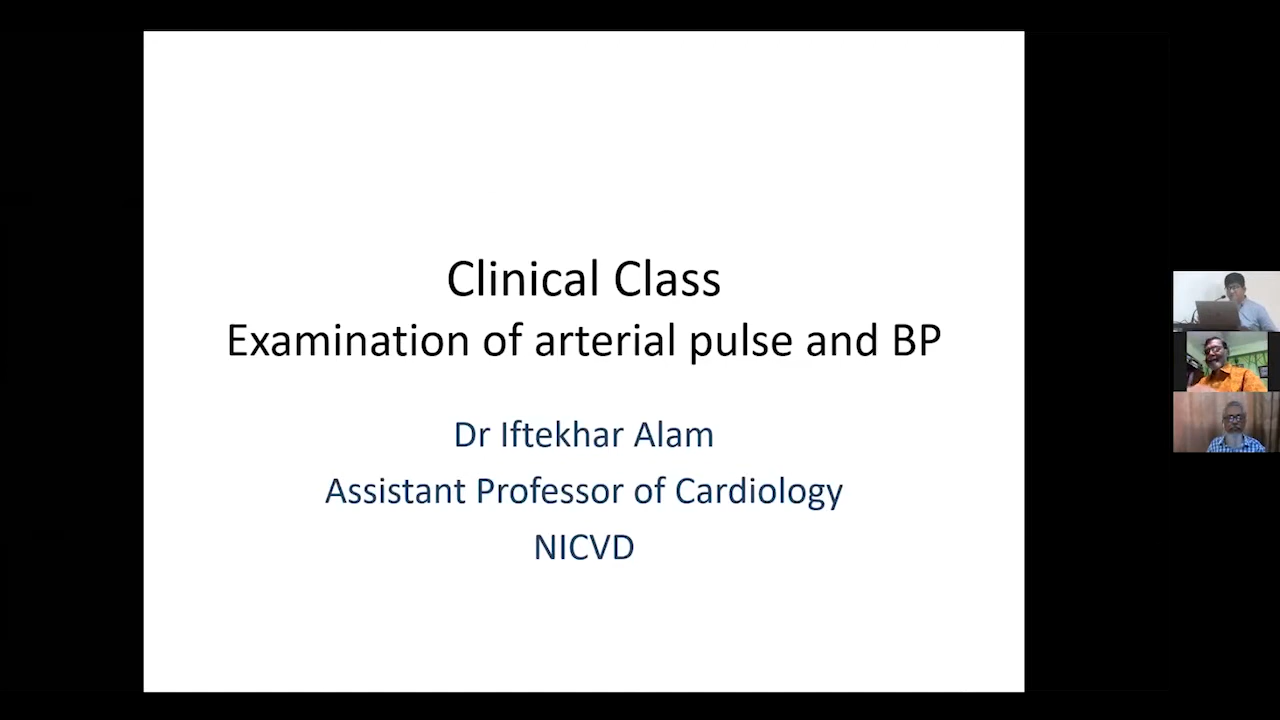 Clinical Class
Examination of arterial pulse and BP
Dr Iftekhar Alam
Assistant Professor of Cardiology
NICVD